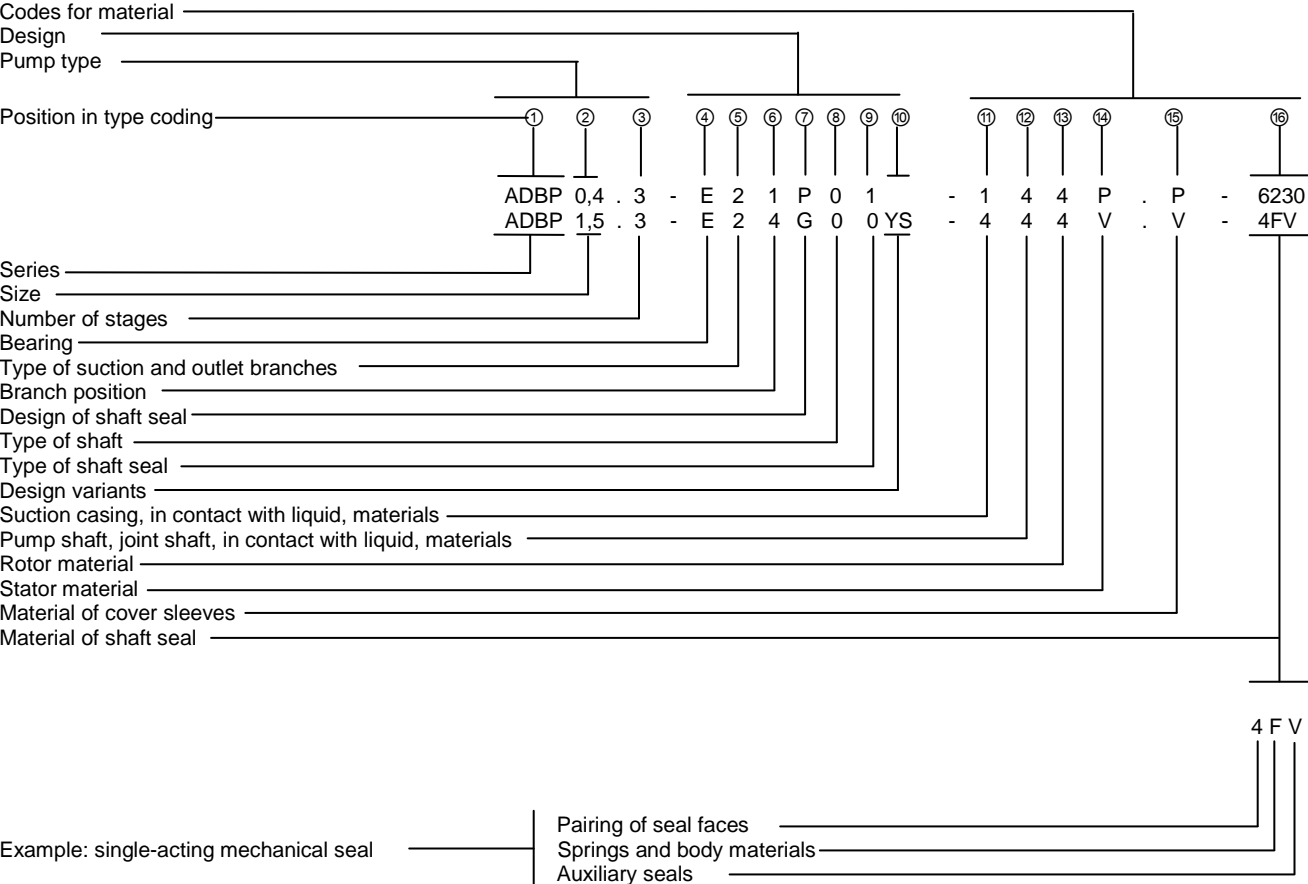 Codes for material
Design
Pump type
Position in type coding 1 2 3 4 5 6 7 8 9 10 11 12 13 14 15 16
ADBP 0,4 . 3 - E 2 1 P 0 1 - 1 4 4 P . P - 6230
ADBP 1,5 . 3 - E 2 4 G 0 0 YS - 4 4 4 V . V - 4FV
Series
Size
Number of stages
Bearing
Type of suction and outlet branches
Branch position
Design of shaft seal
Type of shaft
Type of shaft seal
Design variants
Suction casing, in contact with liquid, materials
Pump shaft, joint shaft, in contact with liquid, materials
Rotor material
Stator material
Material of cover sleeves
Material of shaft seal
4 F V
Pairing of seal faces
Example: single-acting mechanical seal Springs and body materials
Auxiliary seals